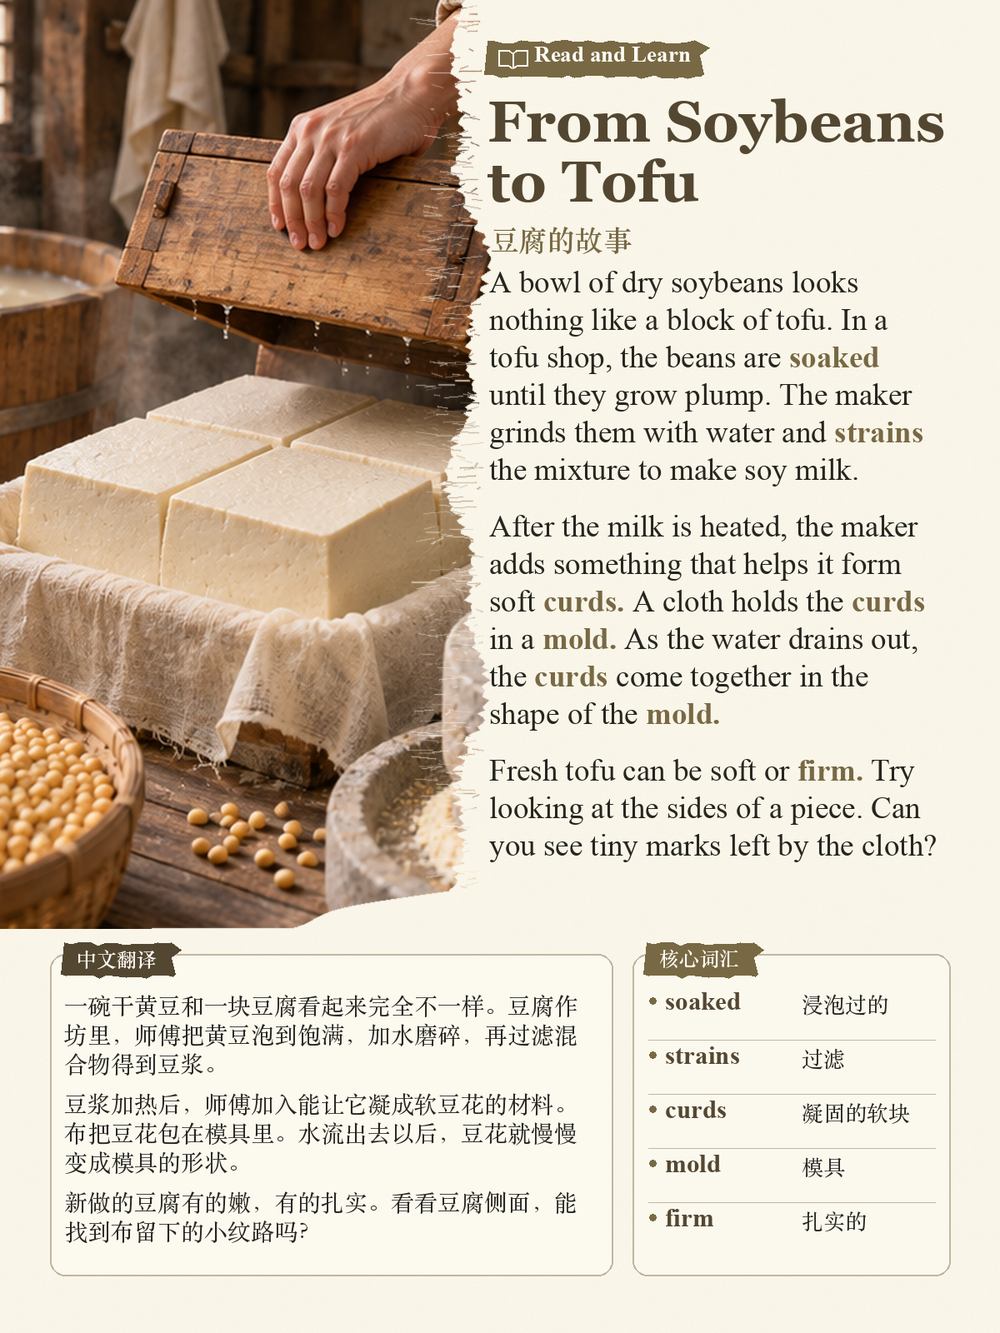 Read and Learn
From Soybeans
to Tofu
豆腐的故事
A bowl of dry soybeans looks
nothing like a block of tofu. In a
tofu shop, the beans are soaked
until they grow plump. The maker
grinds them with water and strains
the mixture to make soy milk.
After the milk is heated, the maker
adds something that helps it form
soft curds. A cloth holds the curds
in a mold. As the water drains out,
the curds come together in the
shape of the mold.
Fresh tofu can be soft or firm. Try
looking at the sides of a piece. Can
you see tiny marks left by the cloth?
中文翻译
一碗干黄豆和一块豆腐看起来完全不一样。豆腐作
坊里，师傅把黄豆泡到饱满，加水磨碎，再过滤混
合物得到豆浆。
豆浆加热后，师傅加入能让它凝成软豆花的材料。
布把豆花包在模具里。水流出去以后，豆花就慢慢
变成模具的形状。
新做的豆腐有的嫩，有的扎实。看看豆腐侧面，能
找到布留下的小纹路吗？
核心词汇
• soaked 浸泡过的
• strains 过滤
• curds 凝固的软块
• mold 模具
• firm 扎实的